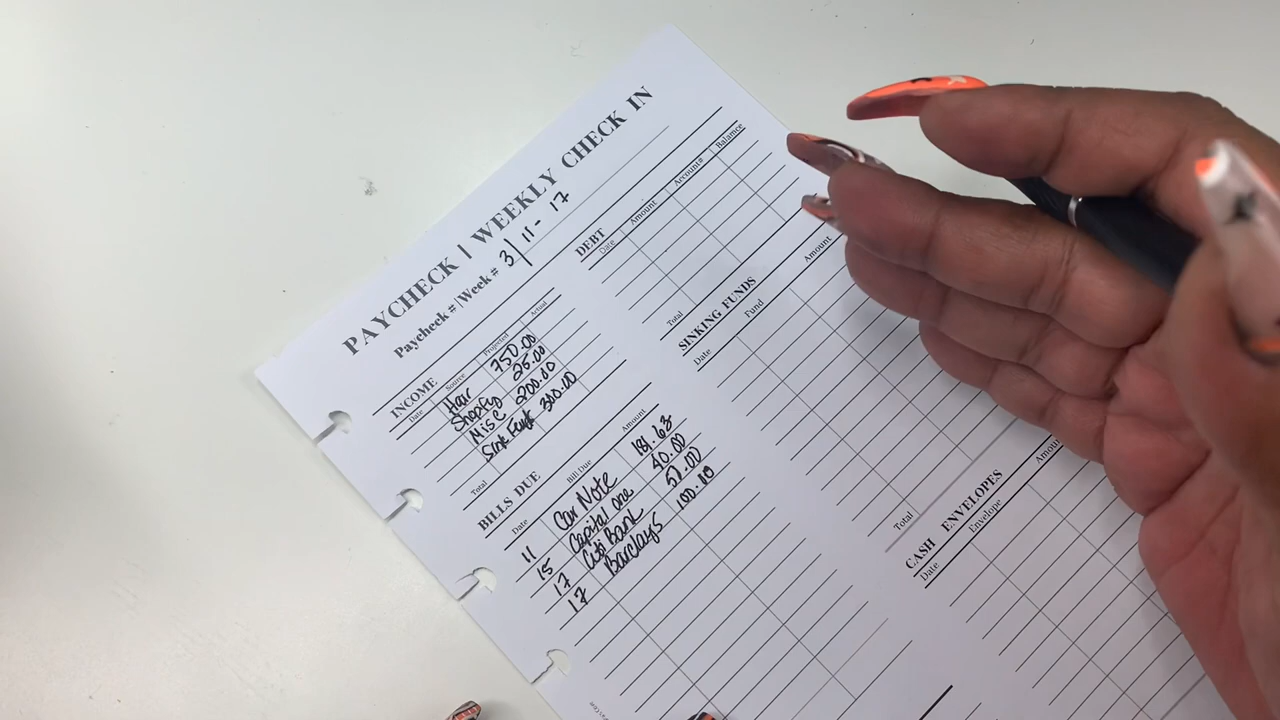 PAYCHECK | WEEKLY CHECK IN
Paycheck # | Week # 3 | 11 - 17
INCOME
Date Source Projected Actual
Hair 750.00
Shopify 25.00
Misc 200.00
Sink Fund 300.00
Total
BILLS DUE
Date Bill Due Amount
11 Car Note 181.63
15 Capital one 40.00
17 Citi Bank 52.00
17 Barclays 100.00
DEBT
Date Amount Account# Balance
Total
SINKING FUNDS
Date Fund Amount
Total
CASH ENVELOPES
Date Envelope